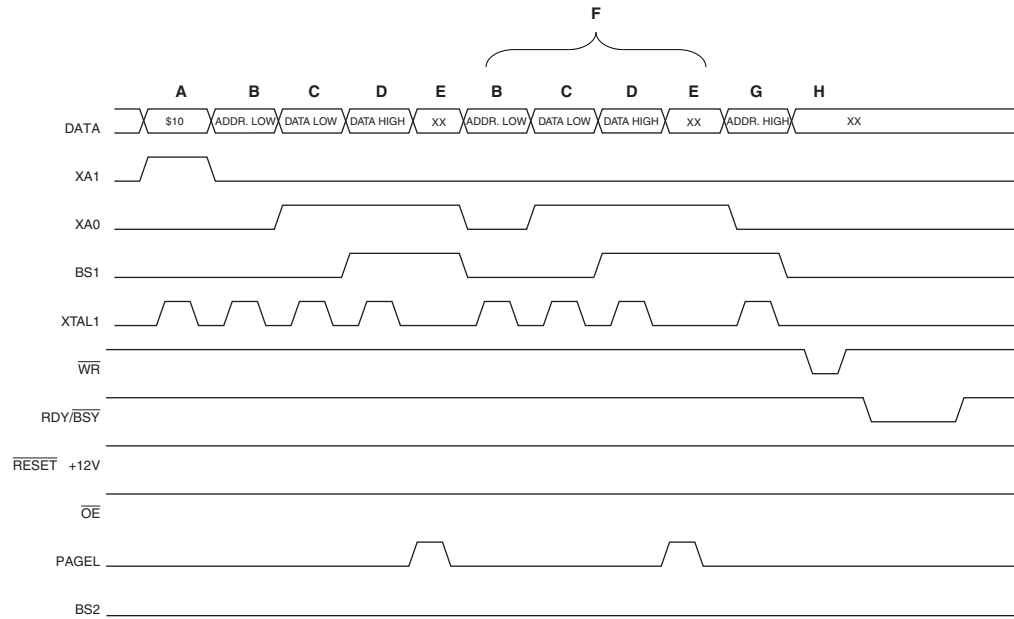 F
A B C D E B C D E G H
DATA $10 ADDR. LOW DATA LOW DATA HIGH XX ADDR. LOW DATA LOW DATA HIGH XX ADDR. HIGH XX
XA1
XA0
BS1
XTAL1
WR
RDY/BSY
RESET +12V
OE
PAGEL
BS2